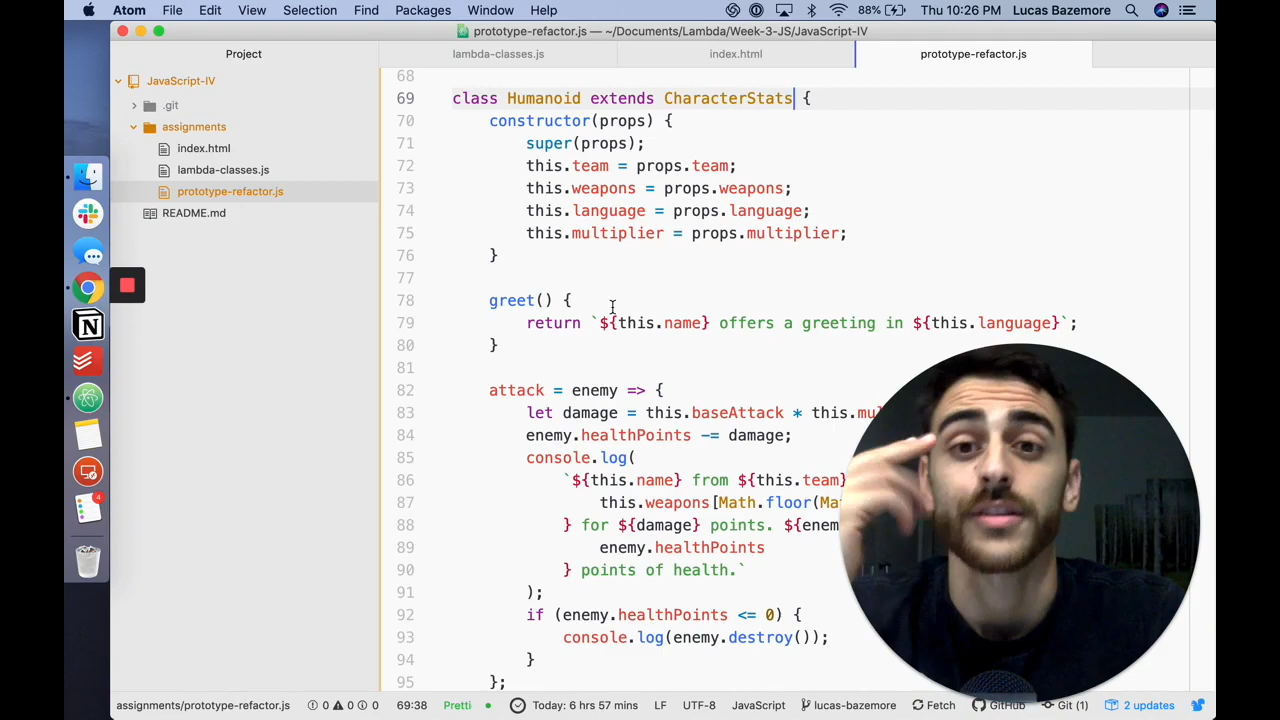 Atom File Edit View Selection Find Packages Window Help 88% Thu 10:26 PM Lucas Bazemore
prototype-refactor.js — ~/Documents/Lambda/Week-3-JS/JavaScript-IV
Project lambda-classes.js index.html prototype-refactor.js
JavaScript-IV
.git
assignments
index.html
lambda-classes.js
prototype-refactor.js
README.md
4
68
69 class Humanoid extends CharacterStats {
70 constructor(props) {
71 super(props);
72 this.team = props.team;
73 this.weapons = props.weapons;
74 this.language = props.language;
75 this.multiplier = props.multiplier;
76 }
77
78 greet() {
79 return `${this.name} offers a greeting in ${this.language}`;
80 }
81
82 attack = enemy => {
83 let damage = this.baseAttack * this.mu
84 enemy.healthPoints -= damage;
85 console.log(
86 `${this.name} from ${this.team}
87 this.weapons[Math.floor(Ma
88 } for ${damage} points. ${enem
89 enemy.healthPoints
90 } points of health.`
91 );
92 if (enemy.healthPoints <= 0) {
93 console.log(enemy.destroy());
94 }
95 };
assignments/prototype-refactor.js 0 0 0 69:38 Pretti Today: 6 hrs 57 mins LF UTF-8 JavaScript lucas-bazemore Fetch GitHub Git (1) 2 updates